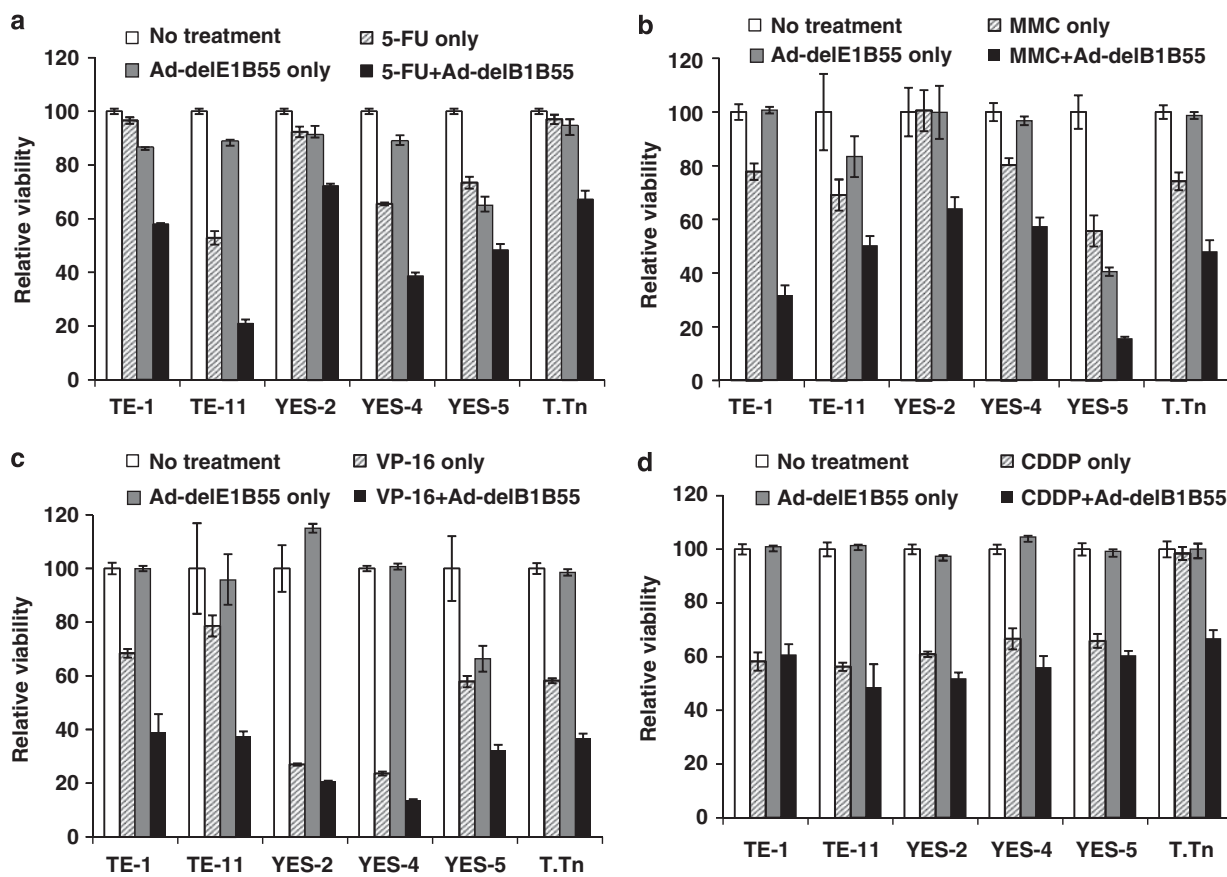 a
No treatment
5-FU only
Ad-delE1B55 only
5-FU+Ad-delB1B55
Relative viability
120
100
80
60
40
20
0
TE-1 TE-11 YES-2 YES-4 YES-5 T.Tn
b
No treatment
MMC only
Ad-delE1B55 only
MMC+Ad-delB1B55
Relative viability
120
100
80
60
40
20
0
TE-1 TE-11 YES-2 YES-4 YES-5 T.Tn
c
No treatment
VP-16 only
Ad-delE1B55 only
VP-16+Ad-delB1B55
Relative viability
120
100
80
60
40
20
0
TE-1 TE-11 YES-2 YES-4 YES-5 T.Tn
d
No treatment
CDDP only
Ad-delE1B55 only
CDDP+Ad-delB1B55
Relative viability
120
100
80
60
40
20
0
TE-1 TE-11 YES-2 YES-4 YES-5 T.Tn